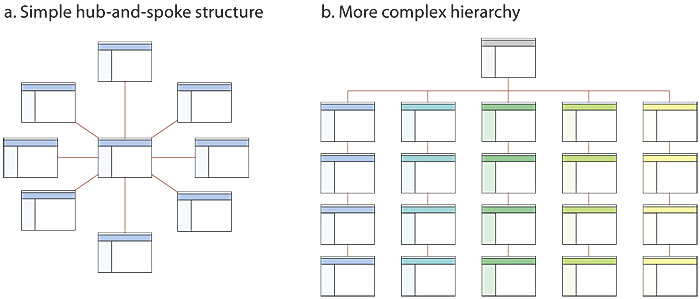 a. Simple hub-and-spoke structure
b. More complex hierarchy